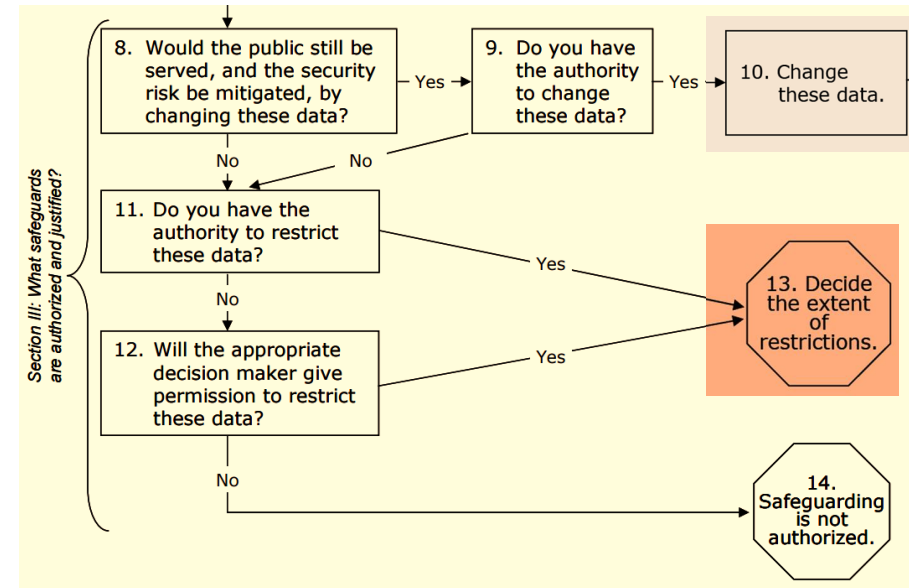 Section III: What safeguards
are authorized and justified?
8. Would the public still be
served, and the security
risk be mitigated, by
changing these data?
Yes
9. Do you have
the authority
to change
these data?
Yes
10. Change
these data.
No
No
11. Do you have the
authority to restrict
these data?
Yes
13. Decide
the extent
of
restrictions.
No
12. Will the appropriate
decision maker give
permission to restrict
these data?
Yes
No
14.
Safeguarding
is not
authorized.